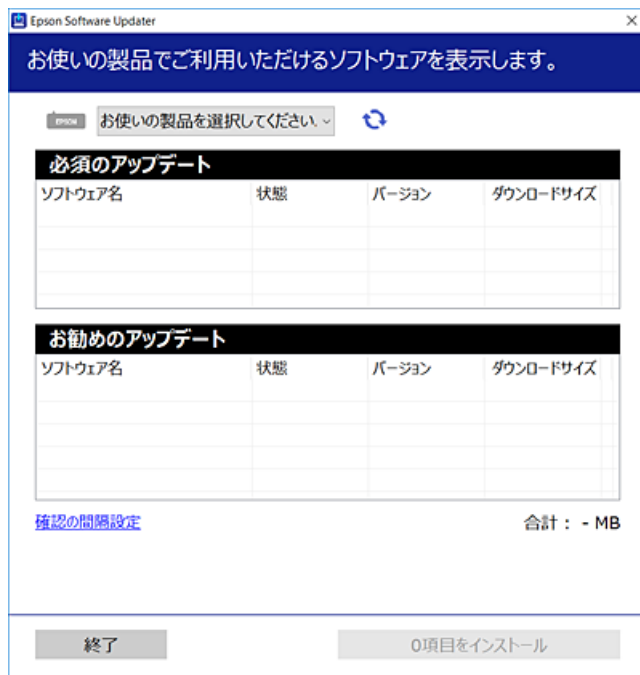 Epson Software Updater
お使いの製品でご利用いただけるソフトウェアを表示します。
EPSON お使いの製品を選択してください.
必須のアップデート
ソフトウェア名 状態 バージョン ダウンロードサイズ
お勧めのアップデート
ソフトウェア名 状態 バージョン ダウンロードサイズ
確認の間隔設定 合計： - MB
終了 0項目をインストール